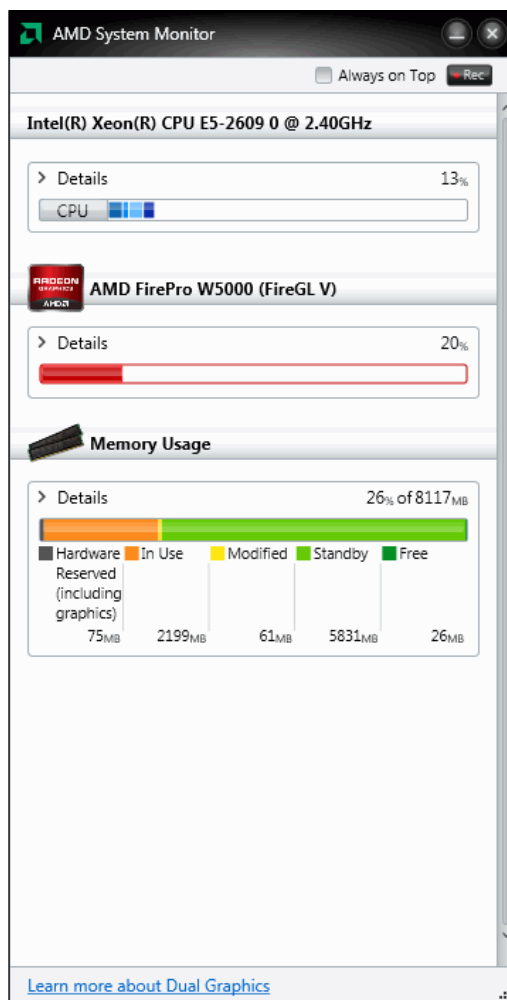 AMD System Monitor
Always on Top Rec
Intel(R) Xeon(R) CPU E5-2609 0 @ 2.40GHz
Details 13%
CPU
RADEON
GRAPHICS
AMD
AMD FirePro W5000 (FireGL V)
Details 20%
Memory Usage
Details 26% of 8117MB
Hardware Reserved (including graphics) In Use Modified Standby Free
75MB 2199MB 61MB 5831MB 26MB
Learn more about Dual Graphics